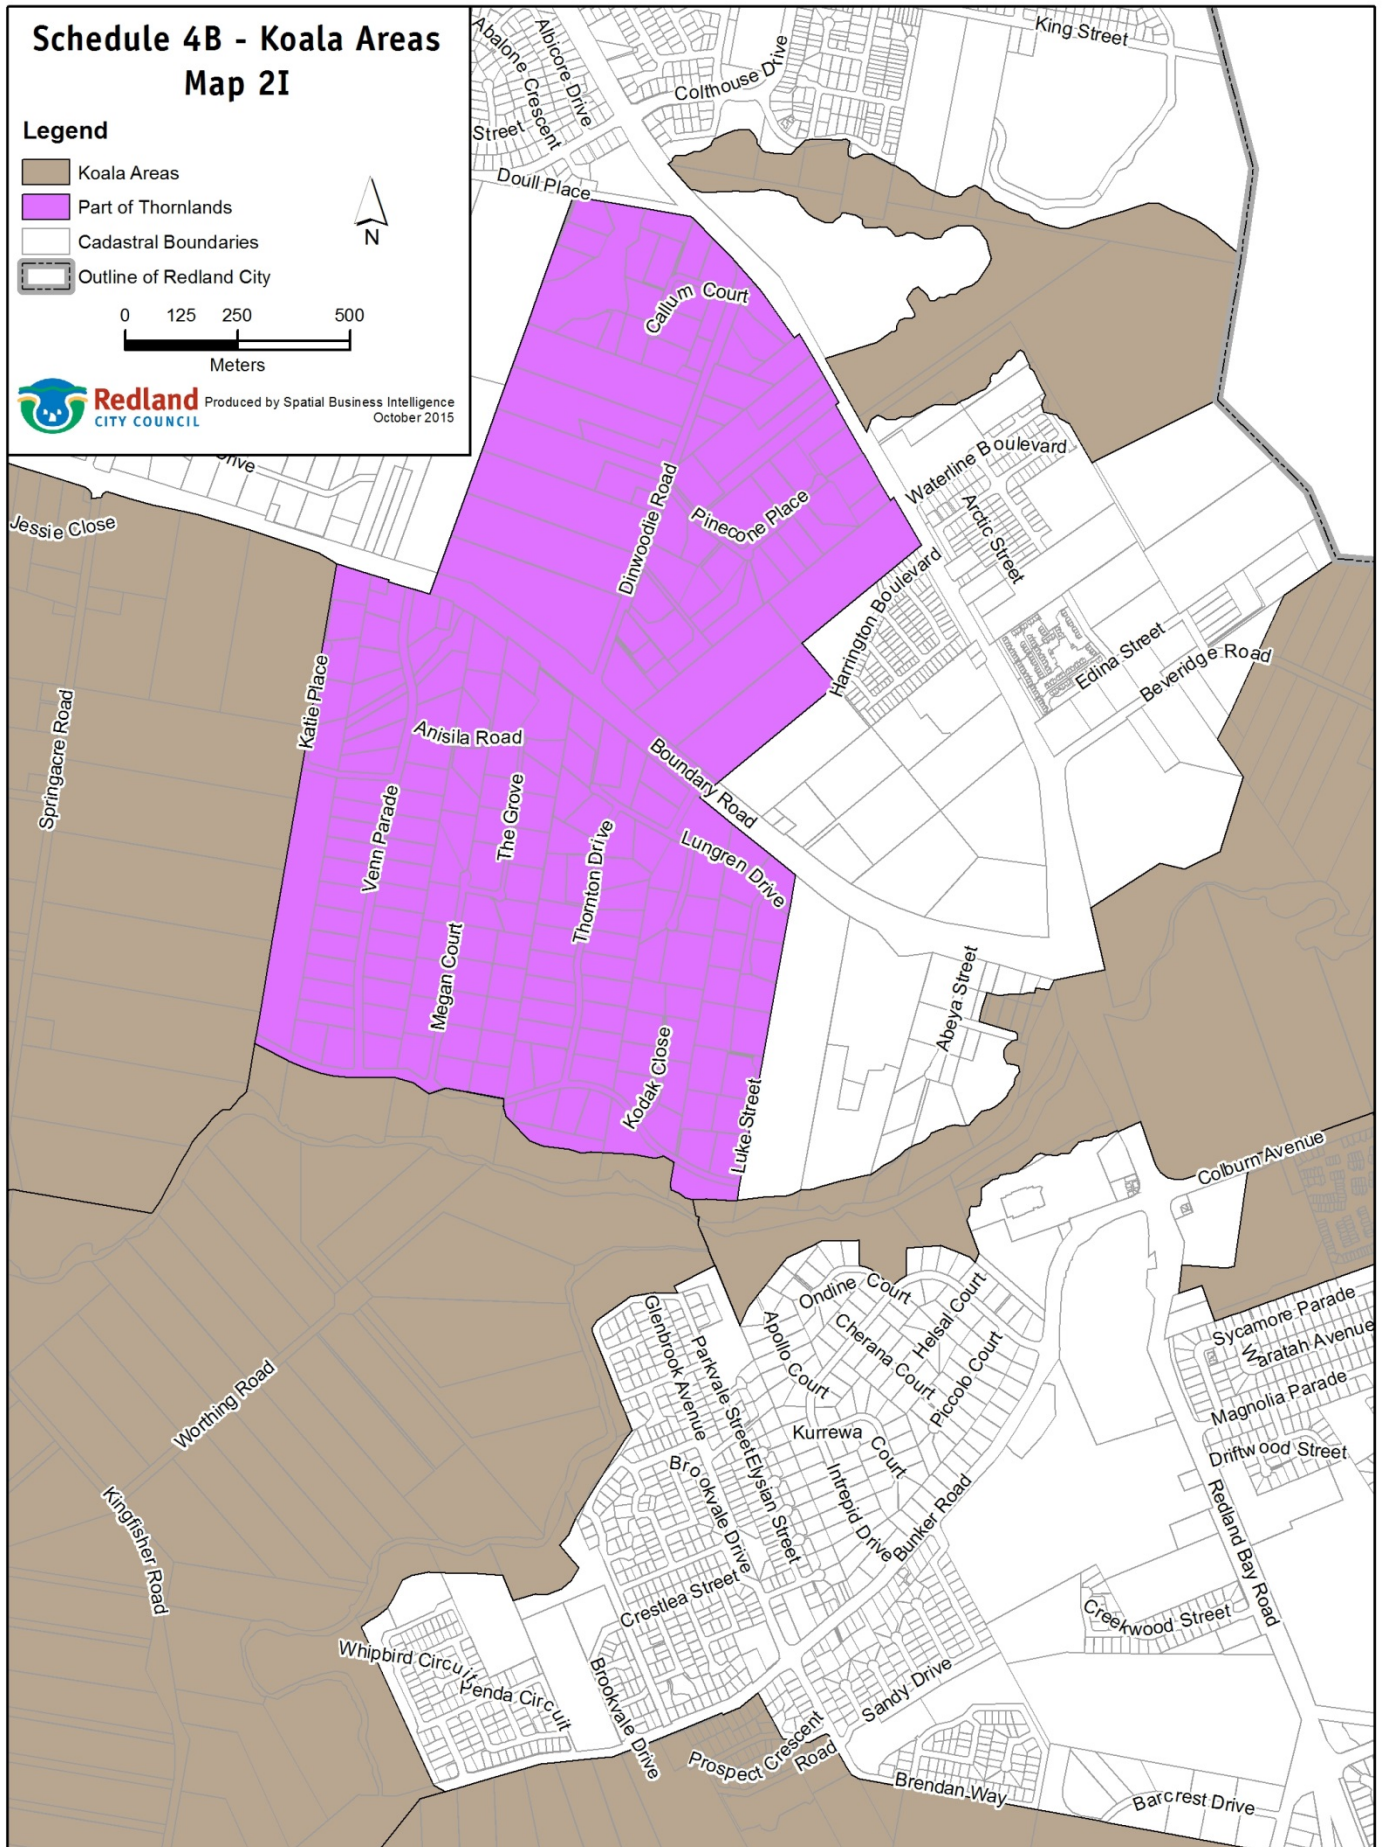 Schedule 4B - Koala Areas
Map 2I
Legend
Koala Areas
Part of Thornlands
Cadastral Boundaries
Outline of Redland City
N
0 125 250 500
Meters
Redland
CITY COUNCIL
Produced by Spatial Business Intelligence
October 2015
King Street
Albicore Drive
Abalone Crescent
Colthouse Drive
Street
Doull Place
Callum Court
Waterline Boulevard
Drive
Jessie Close
Dinwoodie Road
Pinecone Place
Arctic Street
Harrington Boulevard
Edina Street
Beveridge Road
Katie Place
Springacre Road
Anisila Road
Boundary Road
The Grove
Venn Parade
Thornton Drive
Lungren Drive
Megan Court
Abeya Street
Kodak Close
Luke Street
Colburn Avenue
Ondine Court
Helsal Court
Glenbrook Avenue
Apollo Court
Cherana Court
Sycamore Parade
Waratah Avenue
Parkvale Street
Piccolo Court
Magnolia Parade
Worthing Road
Kurrewa Court
Driftwood Street
Brookvale Drive
Elysian Street
Intrepid Drive
Bunker Road
Redland Bay Road
Kingfisher Road
Crestlea Street
Creekwood Street
Whipbird Circuit
Penda Circuit
Brookvale Drive
Sandy Drive
Prospect Crescent
Road
Brendan Way
Barcrest Drive